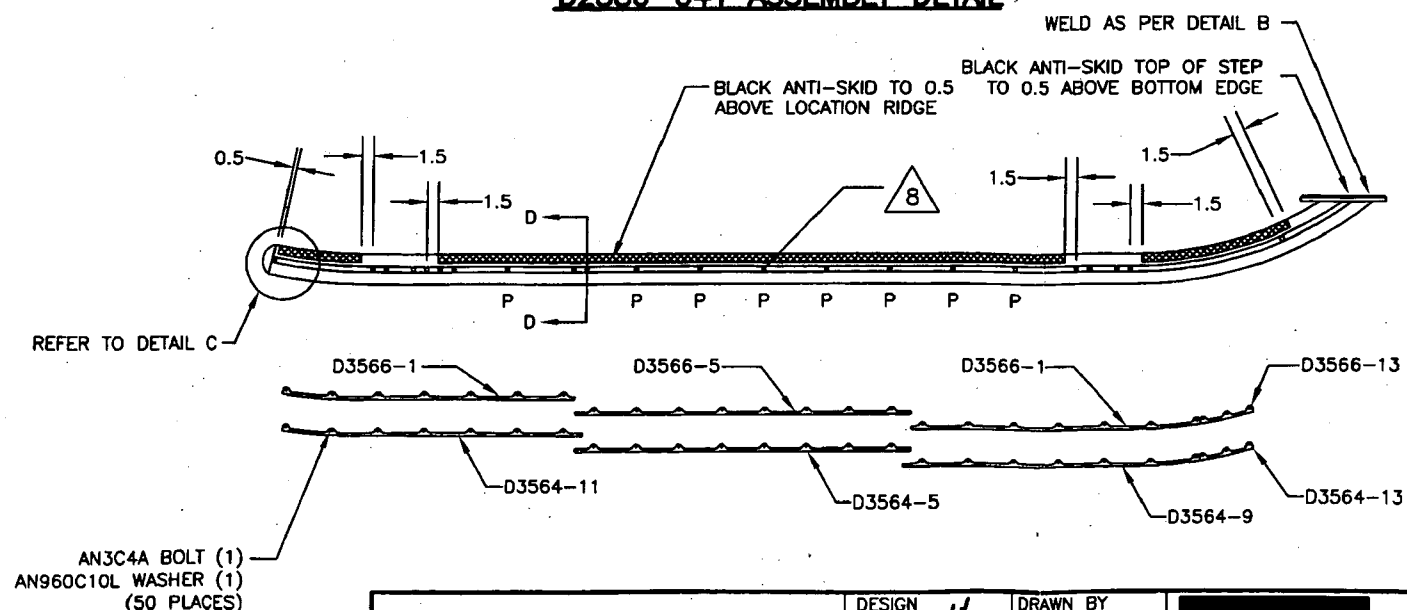 WELD AS PER DETAIL B
BLACK ANTI-SKID TO 0.5
ABOVE LOCATION RIDGE
BLACK ANTI-SKID TOP OF STEP
TO 0.5 ABOVE BOTTOM EDGE
0.5
1.5
1.5
1.5
1.5
1.5
8
D
D
P P P P P P P P
REFER TO DETAIL C
D3566-1
D3566-5
D3566-1
D3566-13
D3564-11
D3564-5
D3564-9
D3564-13
AN3C4A BOLT (1)
AN960C10L WASHER (1)
(50 PLACES)
DESIGN
DRAWN BY